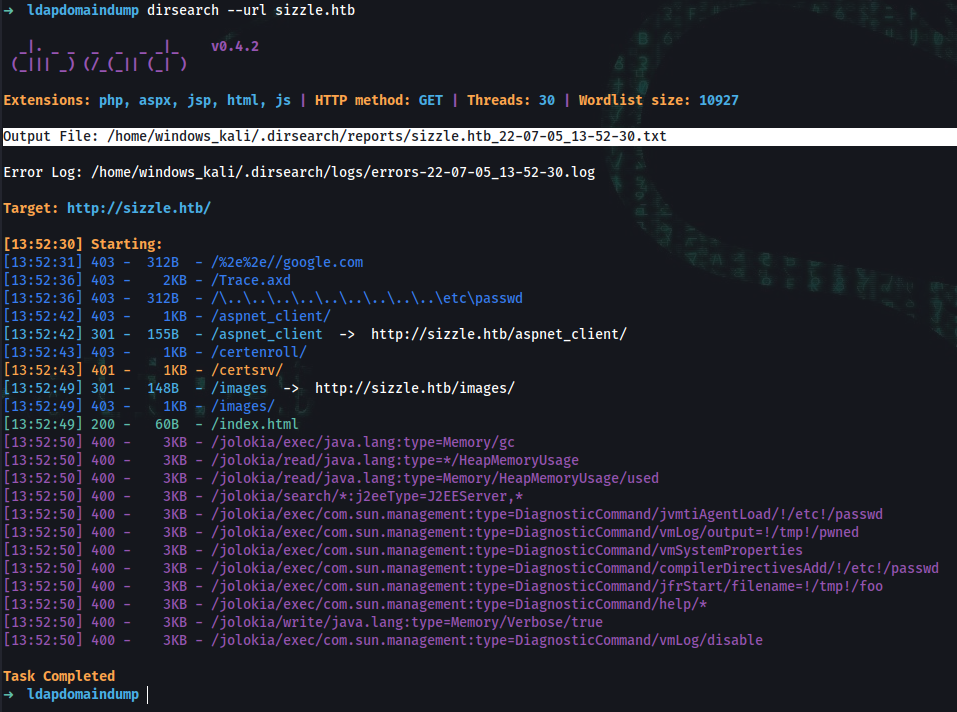 → ldapdomaindump dirsearch --url sizzle.htb
_|. _ _ _ _ _ _|_ v0.4.2
(_||| _) (/_(_|| (_| )
Extensions: php, aspx, jsp, html, js | HTTP method: GET | Threads: 30 | Wordlist size: 10927
Output File: /home/windows_kali/.dirsearch/reports/sizzle.htb_22-07-05_13-52-30.txt
Error Log: /home/windows_kali/.dirsearch/logs/errors-22-07-05_13-52-30.log
Target: http://sizzle.htb/
[13:52:30] Starting:
[13:52:31] 403 - 312B - /%2e%2e//google.com
[13:52:36] 403 - 2KB - /Trace.axd
[13:52:36] 403 - 312B - /\..\..\..\..\..\..\..\..\..\etc\passwd
[13:52:42] 403 - 1KB - /aspnet_client/
[13:52:42] 301 - 155B - /aspnet_client -> http://sizzle.htb/aspnet_client/
[13:52:43] 403 - 1KB - /certenroll/
[13:52:43] 401 - 1KB - /certsrv/
[13:52:49] 301 - 148B - /images -> http://sizzle.htb/images/
[13:52:49] 403 - 1KB - /images/
[13:52:49] 200 - 60B - /index.html
[13:52:50] 400 - 3KB - /jolokia/exec/java.lang:type=Memory/gc
[13:52:50] 400 - 3KB - /jolokia/read/java.lang:type=*/HeapMemoryUsage
[13:52:50] 400 - 3KB - /jolokia/read/java.lang:type=Memory/HeapMemoryUsage/used
[13:52:50] 400 - 3KB - /jolokia/search/*:j2eeType=J2EEServer,*
[13:52:50] 400 - 3KB - /jolokia/exec/com.sun.management:type=DiagnosticCommand/jvmtiAgentLoad/!/etc!/passwd
[13:52:50] 400 - 3KB - /jolokia/exec/com.sun.management:type=DiagnosticCommand/vmLog/output=!/tmp!/pwned
[13:52:50] 400 - 3KB - /jolokia/exec/com.sun.management:type=DiagnosticCommand/vmSystemProperties
[13:52:50] 400 - 3KB - /jolokia/exec/com.sun.management:type=DiagnosticCommand/compilerDirectivesAdd/!/etc!/passwd
[13:52:50] 400 - 3KB - /jolokia/exec/com.sun.management:type=DiagnosticCommand/jfrStart/filename=!/tmp!/foo
[13:52:50] 400 - 3KB - /jolokia/exec/com.sun.management:type=DiagnosticCommand/help/*
[13:52:50] 400 - 3KB - /jolokia/write/java.lang:type=Memory/Verbose/true
[13:52:50] 400 - 3KB - /jolokia/exec/com.sun.management:type=DiagnosticCommand/vmLog/disable
Task Completed
→ ldapdomaindump